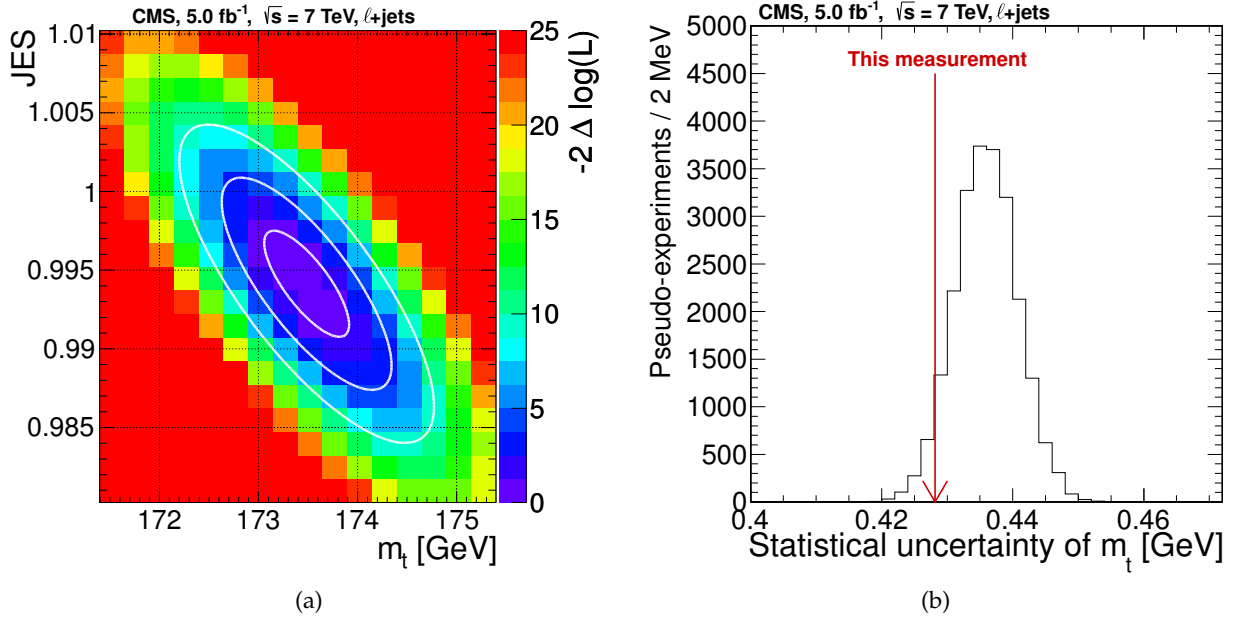 CMS, 5.0 fb⁻¹, √s = 7 TeV, ℓ+jets
JES
1.01
1.005
1
0.995
0.99
0.985
172 173 174 175
m_t [GeV]
25
20
15
10
5
0
-2 Δ log(L)
(a)
CMS, 5.0 fb⁻¹, √s = 7 TeV, ℓ+jets
Pseudo-experiments / 2 MeV
5000
4500
4000
3500
3000
2500
2000
1500
1000
500
0
This measurement
0.4 0.42 0.44 0.46
Statistical uncertainty of m_t [GeV]
(b)